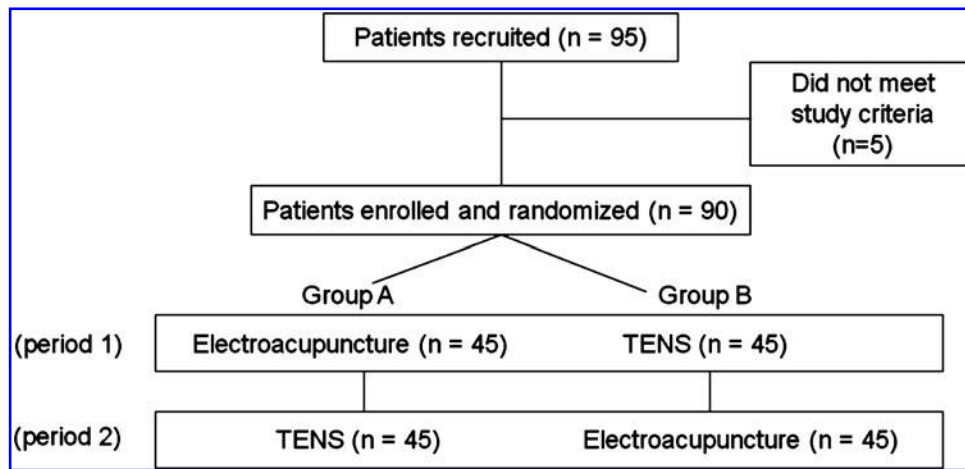 Patients recruited (n = 95)
Did not meet
study criteria
(n=5)
Patients enrolled and randomized (n = 90)
Group A Group B
(period 1) Electroacupuncture (n = 45) TENS (n = 45)
(period 2) TENS (n = 45) Electroacupuncture (n = 45)